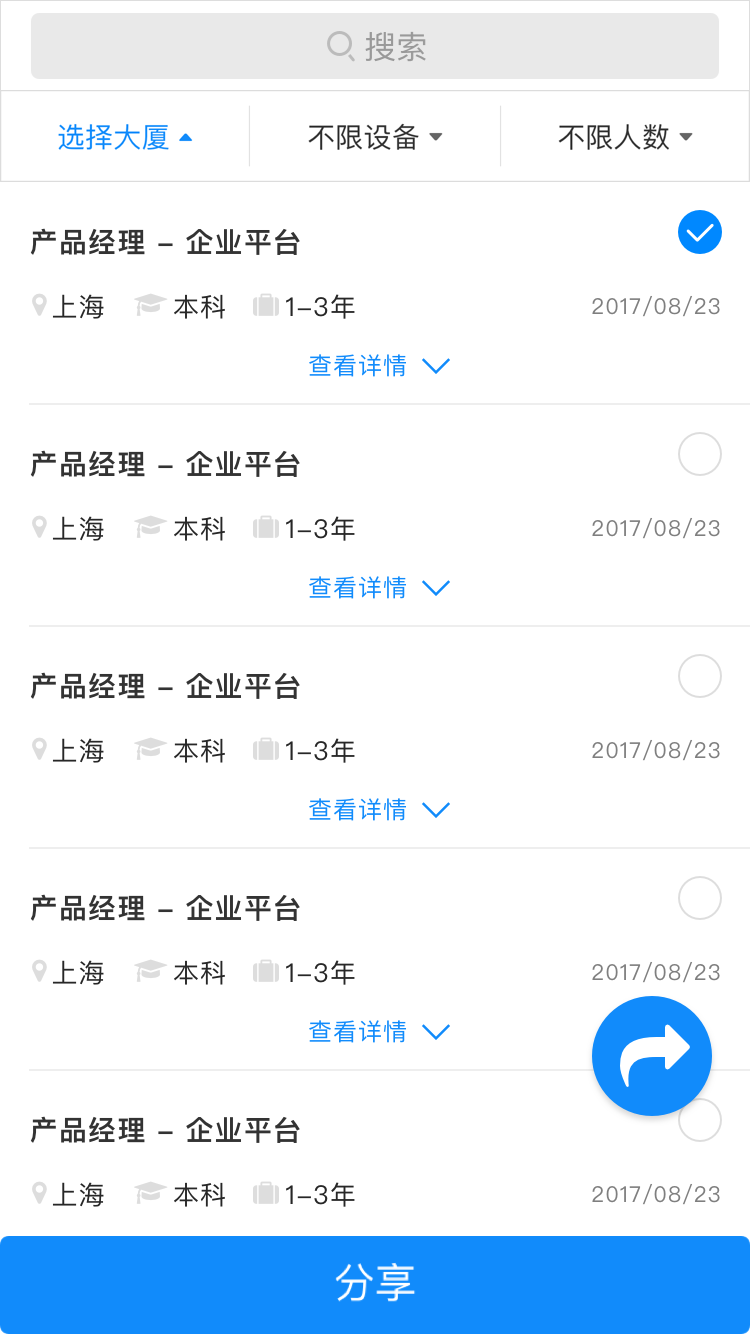 搜索
选择大厦 不限设备 不限人数
产品经理 – 企业平台
上海 本科 1–3年 2017/08/23
查看详情
产品经理 – 企业平台
上海 本科 1–3年 2017/08/23
查看详情
产品经理 – 企业平台
上海 本科 1–3年 2017/08/23
查看详情
产品经理 – 企业平台
上海 本科 1–3年 2017/08/23
查看详情
产品经理 – 企业平台
上海 本科 1–3年 2017/08/23
分享